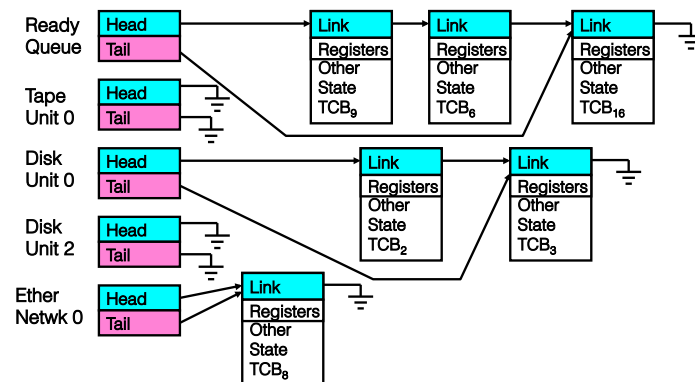 Ready
Queue
Head
Tail
Link
Registers
Other
State
TCB9
Link
Registers
Other
State
TCB6
Link
Registers
Other
State
TCB16
Tape
Unit 0
Head
Tail
Disk
Unit 0
Head
Tail
Link
Registers
Other
State
TCB2
Link
Registers
Other
State
TCB3
Disk
Unit 2
Head
Tail
Ether
Netwk 0
Head
Tail
Link
Registers
Other
State
TCB8